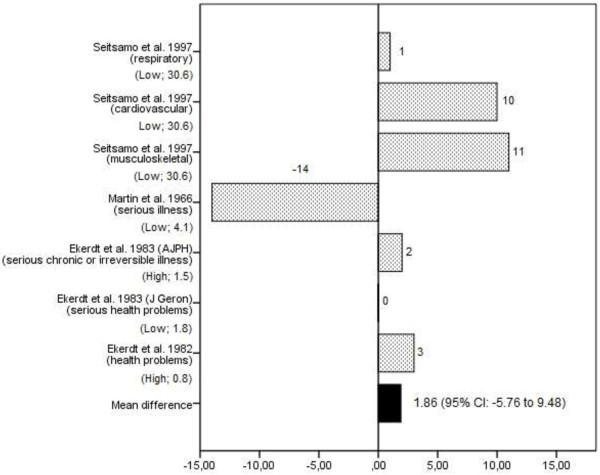 Seitsamo et al. 1997
(respiratory)
1
(Low; 30.6)
Seitsamo et al. 1997
(cardiovascular)
10
Low; 30.6)
Seitsamo et al. 1997
(musculoskeletal)
11
(Low; 30.6)
-14
Martin et al. 1966
(serious illness)
(Low; 4.1)
Ekerdt et al. 1983 (AJPH)
(serious chronic or irreversible illness)
2
(High; 1.5)
Ekerdt et al. 1983 (J Geron)
(serious health problems)
0
(Low; 1.8)
Ekerdt et al. 1982
(health problems)
3
(High; 0.8)
Mean difference
1.86 (95% CI: -5.76 to 9.48)
-15,00 -10,00 -5,00 ,00 5,00 10,00 15,00